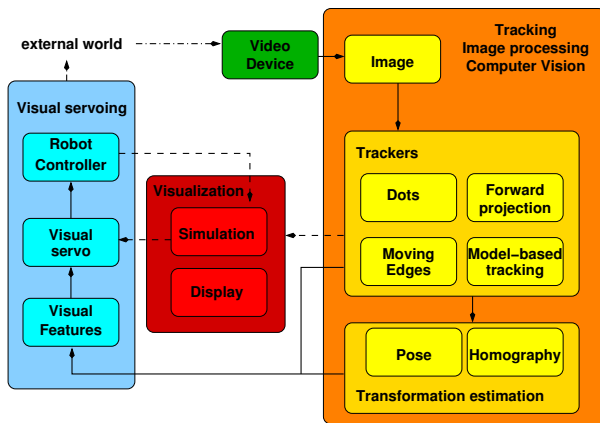 external world
Video
Device
Image
Tracking
Image processing
Computer Vision
Visual servoing
Robot
Controller
Visual
servo
Visual
Features
Visualization
Simulation
Display
Trackers
Dots
Forward
projection
Moving
Edges
Model−based
tracking
Pose
Homography
Transformation estimation